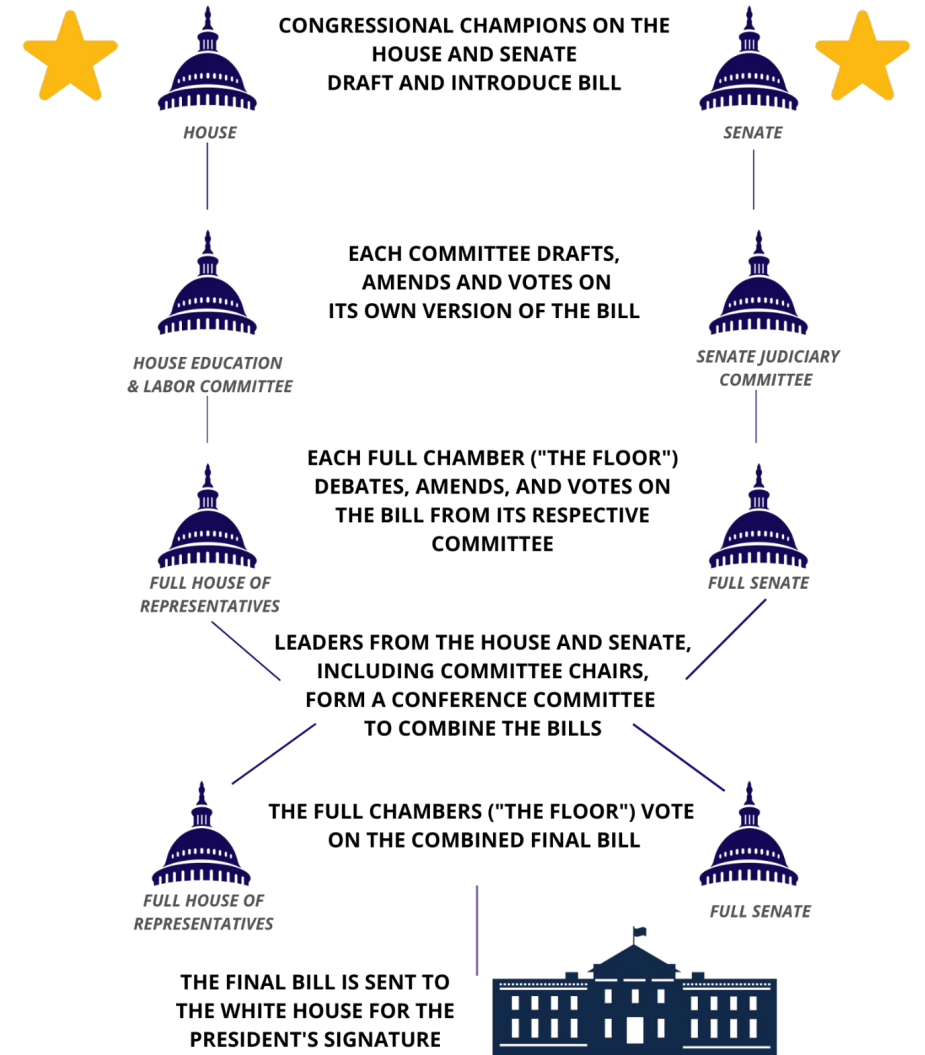 CONGRESSIONAL CHAMPIONS ON THE
HOUSE AND SENATE
DRAFT AND INTRODUCE BILL
HOUSE
SENATE
EACH COMMITTEE DRAFTS,
AMENDS AND VOTES ON
ITS OWN VERSION OF THE BILL
HOUSE EDUCATION
& LABOR COMMITTEE
SENATE JUDICIARY
COMMITTEE
EACH FULL CHAMBER ("THE FLOOR")
DEBATES, AMENDS, AND VOTES ON
THE BILL FROM ITS RESPECTIVE
COMMITTEE
FULL HOUSE OF
REPRESENTATIVES
FULL SENATE
LEADERS FROM THE HOUSE AND SENATE,
INCLUDING COMMITTEE CHAIRS,
FORM A CONFERENCE COMMITTEE
TO COMBINE THE BILLS
THE FULL CHAMBERS ("THE FLOOR") VOTE
ON THE COMBINED FINAL BILL
FULL HOUSE OF
REPRESENTATIVES
FULL SENATE
THE FINAL BILL IS SENT TO
THE WHITE HOUSE FOR THE
PRESIDENT'S SIGNATURE